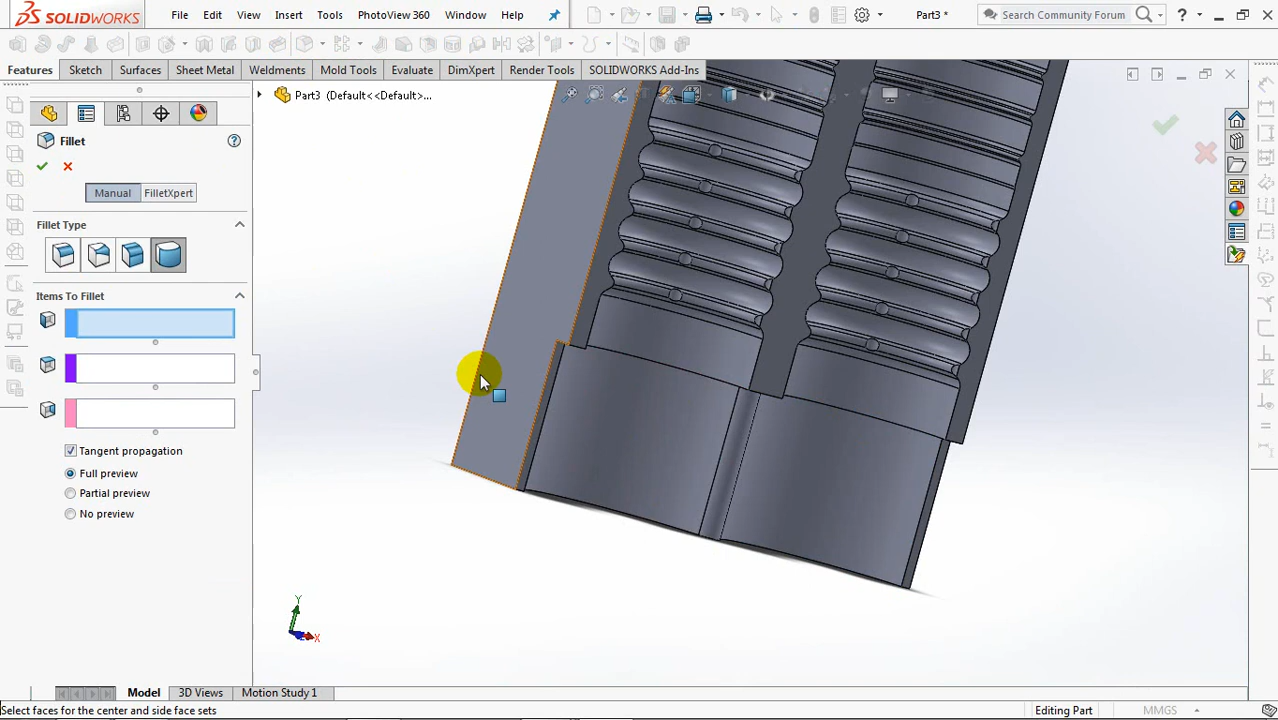 SOLIDWORKS File Edit View Insert Tools PhotoView 360 Window Help Part3 * Search Community Forum ?
Features Sketch Surfaces Sheet Metal Weldments Mold Tools Evaluate DimXpert Render Tools SOLIDWORKS Add-Ins
Part3 (Default<<Default>...
Fillet ?
Manual FilletXpert
Fillet Type
Items To Fillet
Tangent propagation
Full preview
Partial preview
No preview
Y
X
Model 3D Views Motion Study 1
Select faces for the center and side face sets Editing Part MMGS